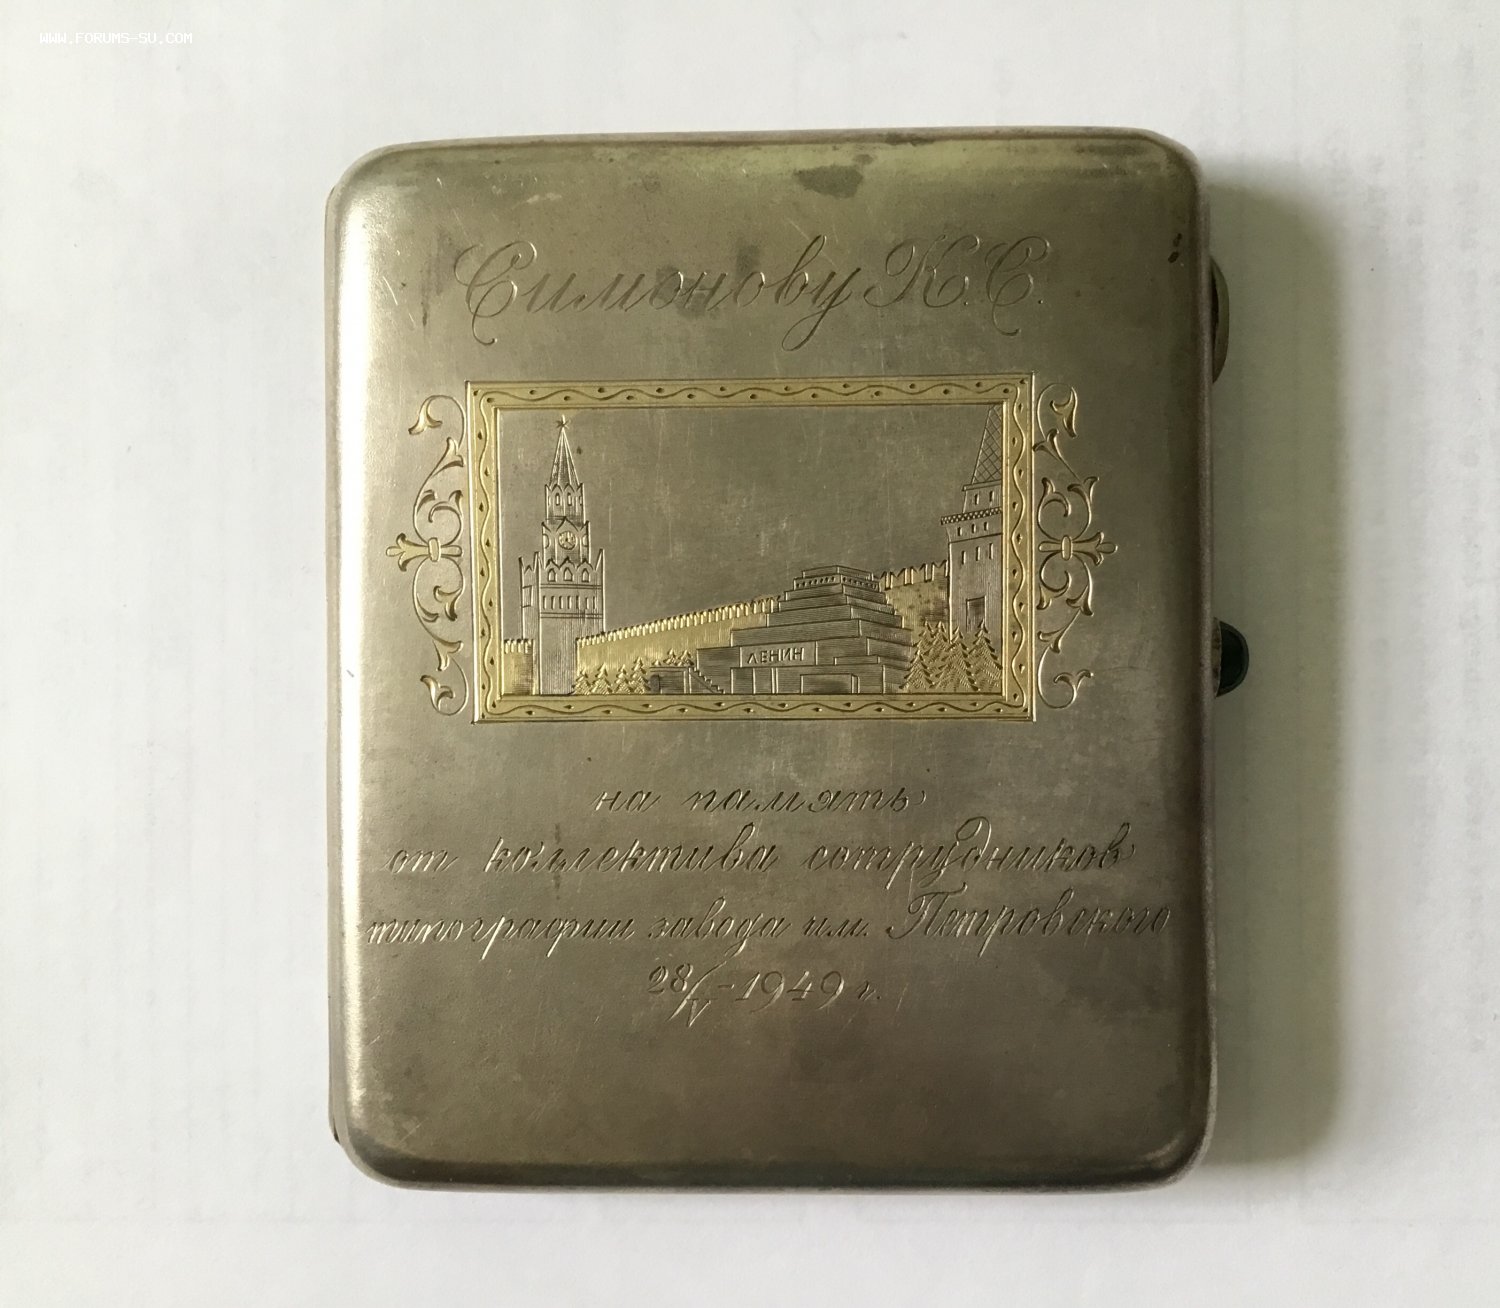 WWW.FORUMS-SU.COM
Симонову К.С.
ЛЕНИН
на память
от коллектива сотрудников
типографии завода им. Петровского
28/V-1949 г.